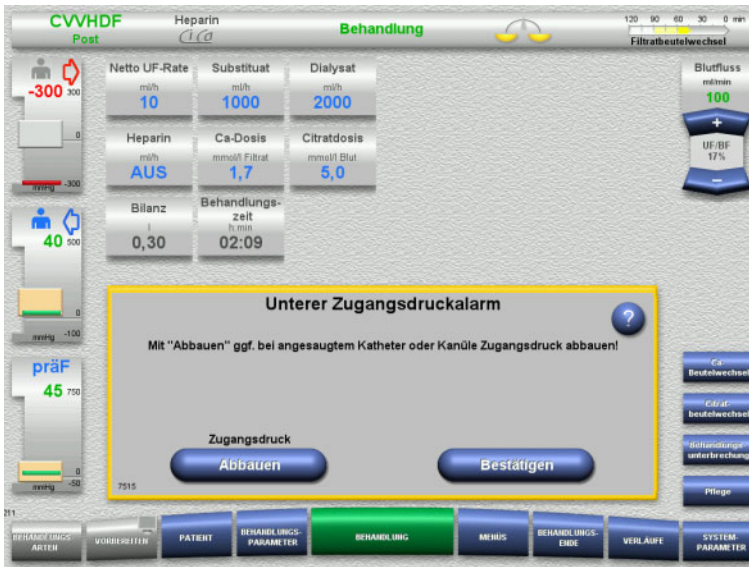 CVVHDF
Post
Heparin
Ci Ca
Behandlung
120 90 60 30 0 min
Filtratbeutelwechsel
-300
300
0
-300
mmHg
Netto UF-Rate
ml/h
10
Substituat
ml/h
1000
Dialysat
ml/h
2000
Blutfluss
ml/min
100
+
UF/BF
17%
−
Heparin
ml/h
AUS
Ca-Dosis
mmol/l Filtrat
1,7
Citratdosis
mmol/l Blut
5,0
Bilanz
l
0,30
Behandlungs-
zeit
h:min
02:09
40
500
0
-100
mmHg
Unterer Zugangsdruckalarm
?
Mit "Abbauen" ggf. bei angesaugtem Katheter oder Kanüle Zugangsdruck abbauen!
Zugangsdruck
Abbauen
Bestätigen
7515
präF
45
750
0
-50
mmHg
Ca-
Beutelwechsel
Citrat-
beutelwechsel
Behandlungs-
unterbrechung
Pflege
211
BEHANDLUNGS-
ARTEN
VORBEREITEN
PATIENT
BEHANDLUNGS-
PARAMETER
BEHANDLUNG
MENÜS
BEHANDLUNGS-
ENDE
VERLÄUFE
SYSTEM-
PARAMETER